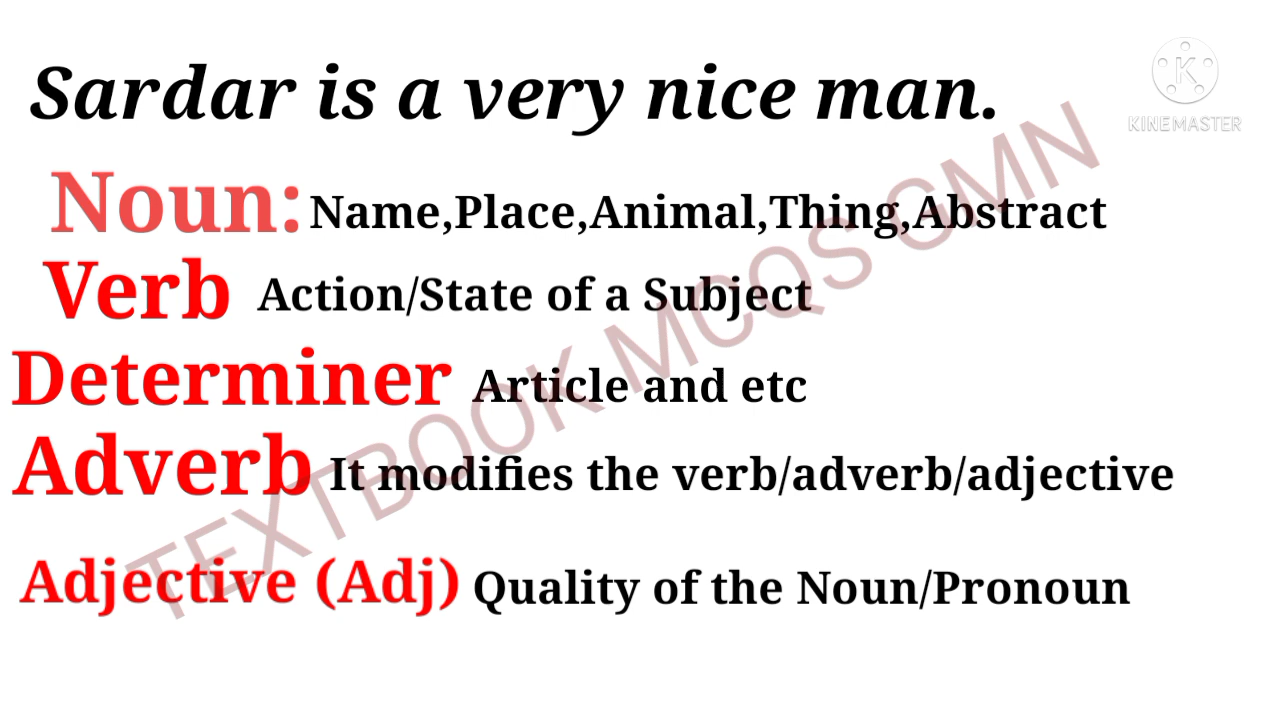 Sardar is a very nice man.
KINEMASTER
Noun: Name,Place,Animal,Thing,Abstract
Verb Action/State of a Subject
Determiner Article and etc
Adverb It modifies the verb/adverb/adjective
Adjective (Adj) Quality of the Noun/Pronoun
TEXTBOOK MCQS GMN